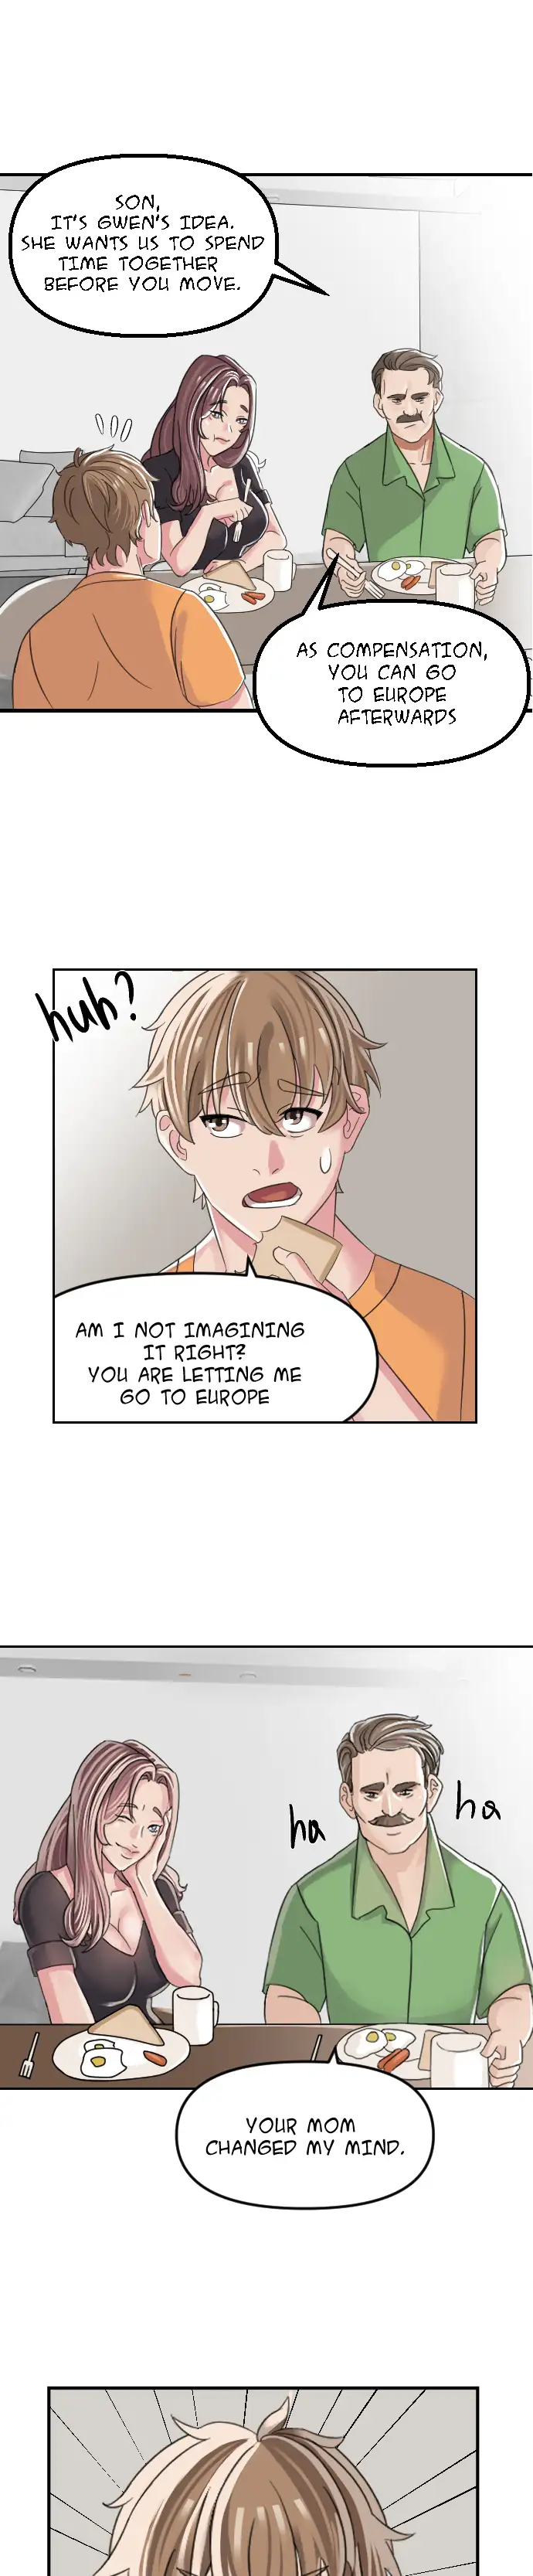 SON,
IT'S GWEN'S IDEA.
SHE WANTS US TO SPEND
TIME TOGETHER
BEFORE YOU MOVE.
AS COMPENSATION,
YOU CAN GO
TO EUROPE
AFTERWARDS
huh?
AM I NOT IMAGINING
IT RIGHT?
YOU ARE LETTING ME
GO TO EUROPE
ha
ha
YOUR MOM
CHANGED MY MIND.